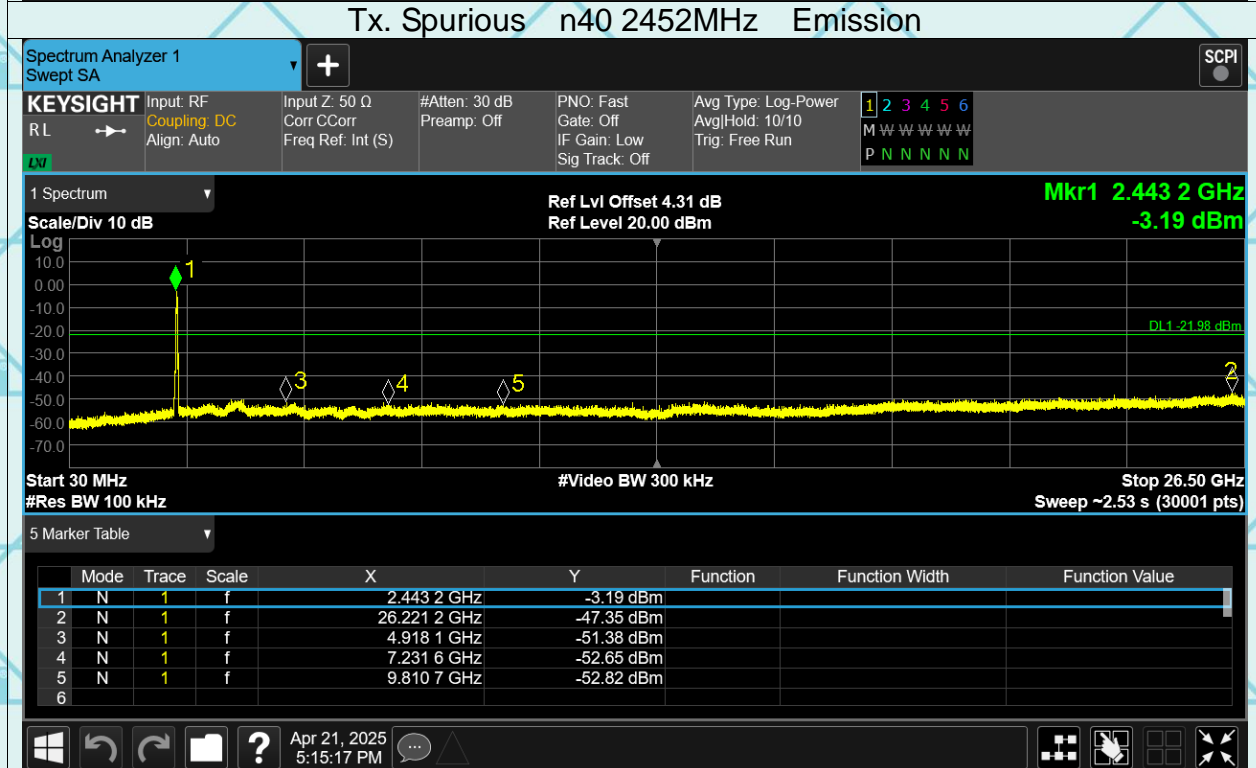 Tx. Spurious n40 2452MHz Emission
Spectrum Analyzer 1
Swept SA
+
SCPI
KEYSIGHT
RL
LXI
Input: RF
Coupling: DC
Align: Auto
Input Z: 50 Ω
Corr CCorr
Freq Ref: Int (S)
#Atten: 30 dB
Preamp: Off
PNO: Fast
Gate: Off
IF Gain: Low
Sig Track: Off
Avg Type: Log-Power
Avg|Hold: 10/10
Trig: Free Run
1 2 3 4 5 6
M W W W W W
P N N N N N
1 Spectrum
Scale/Div 10 dB
Ref Lvl Offset 4.31 dB
Ref Level 20.00 dBm
Mkr1 2.443 2 GHz
-3.19 dBm
Log
10.0
0.00
-10.0
-20.0
-30.0
-40.0
-50.0
-60.0
-70.0
1
DL1 -21.98 dBm
3
4
5
2
Start 30 MHz
#Video BW 300 kHz
Stop 26.50 GHz
#Res BW 100 kHz
Sweep ~2.53 s (30001 pts)
5 Marker Table
Mode Trace Scale X Y Function Function Width Function Value
1 N 1 f 2.443 2 GHz -3.19 dBm
2 N 1 f 26.221 2 GHz -47.35 dBm
3 N 1 f 4.918 1 GHz -51.38 dBm
4 N 1 f 7.231 6 GHz -52.65 dBm
5 N 1 f 9.810 7 GHz -52.82 dBm
6
?
Apr 21, 2025
5:15:17 PM